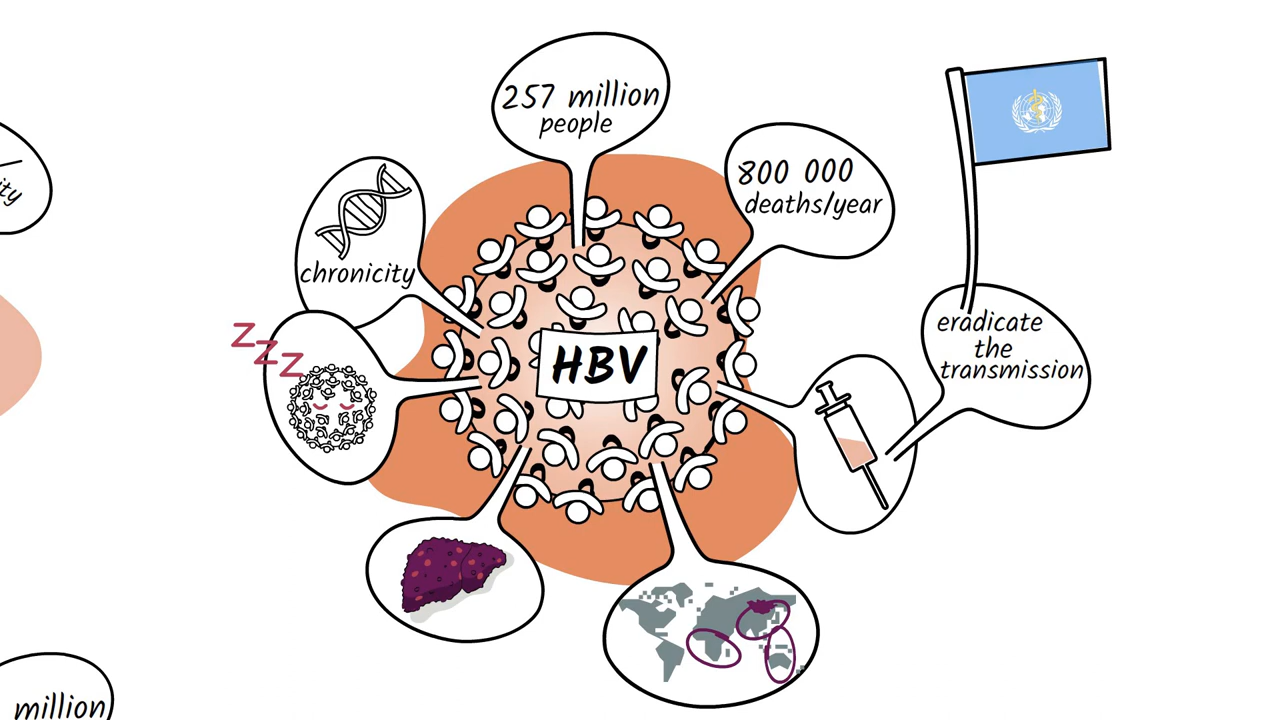 257 million
people
800 000
deaths/year
chronicity
z
z
z
HBV
eradicate
the
transmission
million